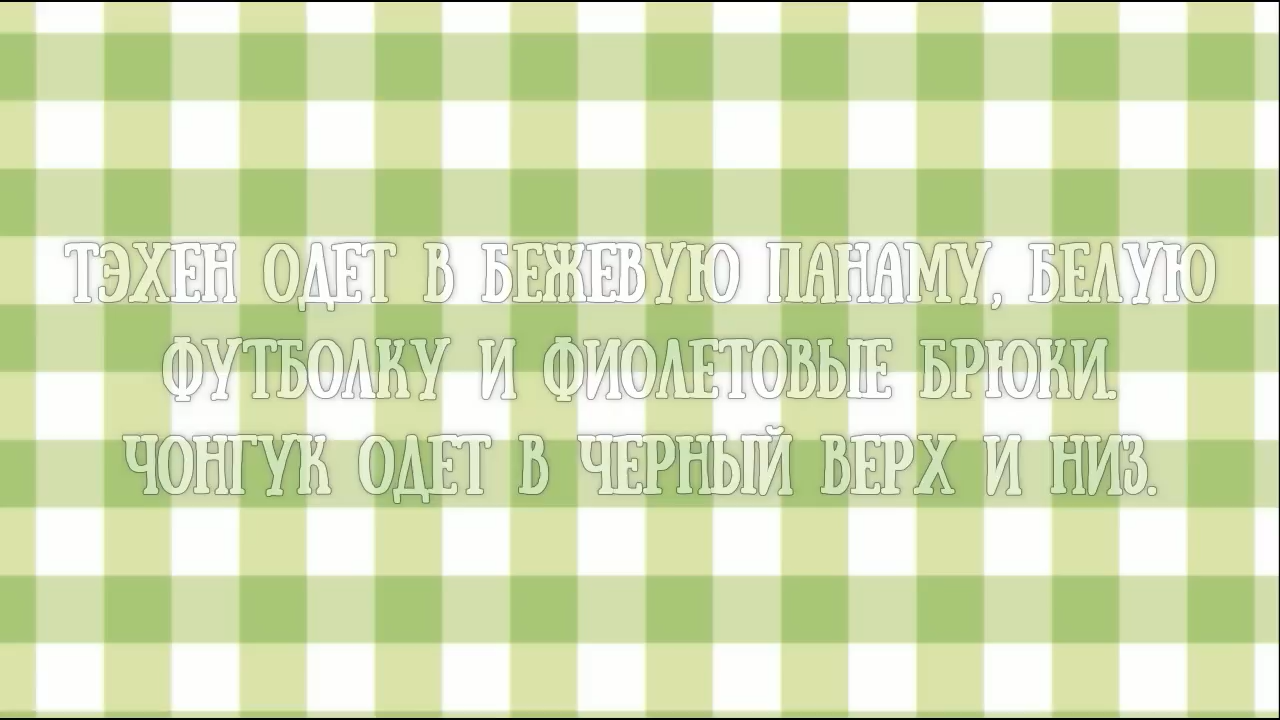 ТЭХЕН ОДЕТ В БЕЖЕВУЮ ПАНАМУ, БЕЛУЮ
ФУТБОЛКУ И ФИОЛЕТОВЫЕ БРЮКИ.
ЧОНГУК ОДЕТ В ЧЕРНЫЙ ВЕРХ И НИЗ.